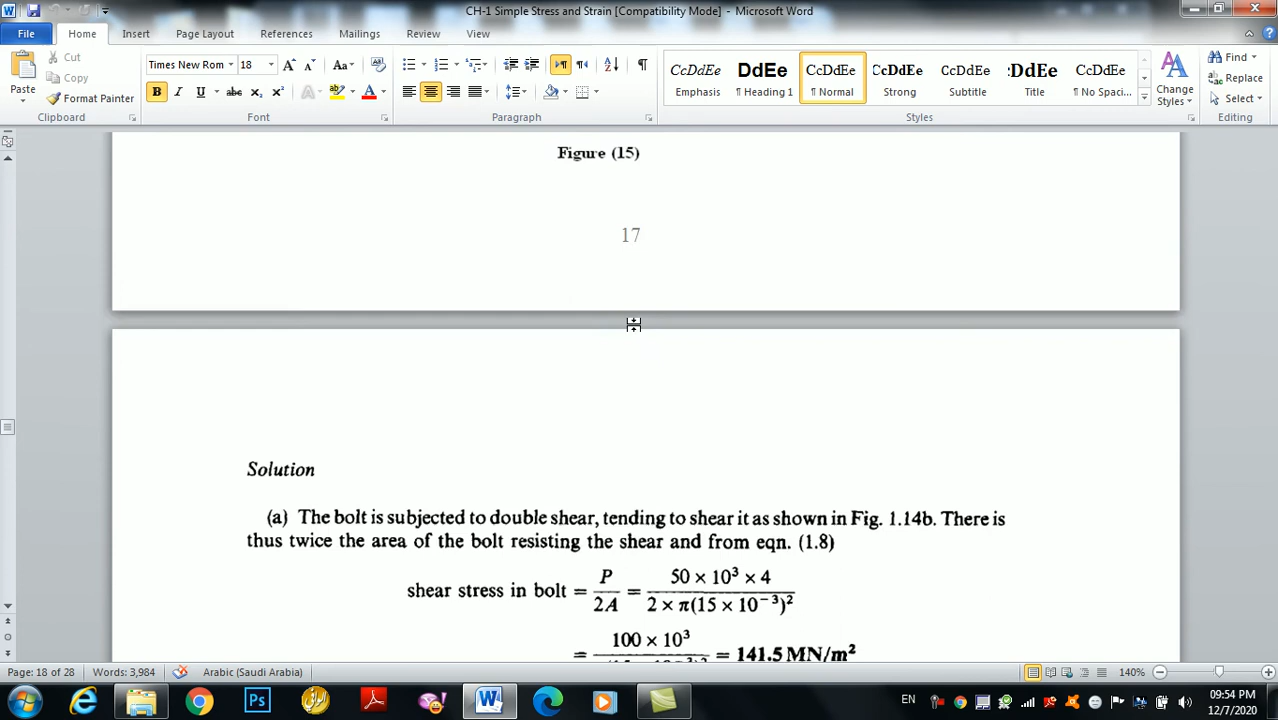 CH-1 Simple Stress and Strain [Compatibility Mode] - Microsoft Word
File Home Insert Page Layout References Mailings Review View
Cut
Copy
Format Painter
Paste
Clipboard
Times New Rom 18
Aa
B I U abc x₂ x² A ab A
Font
Paragraph
CcDdEe DdEe CcDdEe CcDdEe CcDdEe DdEe CcDdEe
Emphasis ¶ Heading 1 ¶ Normal Strong Subtitle Title ¶ No Spaci...
Change Styles
Styles
Find
Replace
Select
Editing
Figure (15)
17
Solution
(a) The bolt is subjected to double shear, tending to shear it as shown in Fig. 1.14b. There is
thus twice the area of the bolt resisting the shear and from eqn. (1.8)
shear stress in bolt = P/2A = 50 × 10³ × 4 / 2 × π(15 × 10⁻³)²
= 100 × 10³ = 141.5 MN/m²
Page: 18 of 28 Words: 3,984 Arabic (Saudi Arabia) 140%
Ps W EN 09:54 PM
12/7/2020